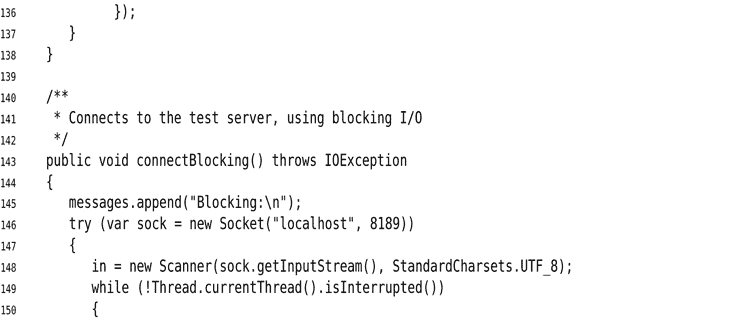 136             });
137       }
138    }
139
140    /**
141     * Connects to the test server, using blocking I/O
142     */
143    public void connectBlocking() throws IOException
144    {
145       messages.append("Blocking:\n");
146       try (var sock = new Socket("localhost", 8189))
147       {
148          in = new Scanner(sock.getInputStream(), StandardCharsets.UTF_8);
149          while (!Thread.currentThread().isInterrupted())
150          {